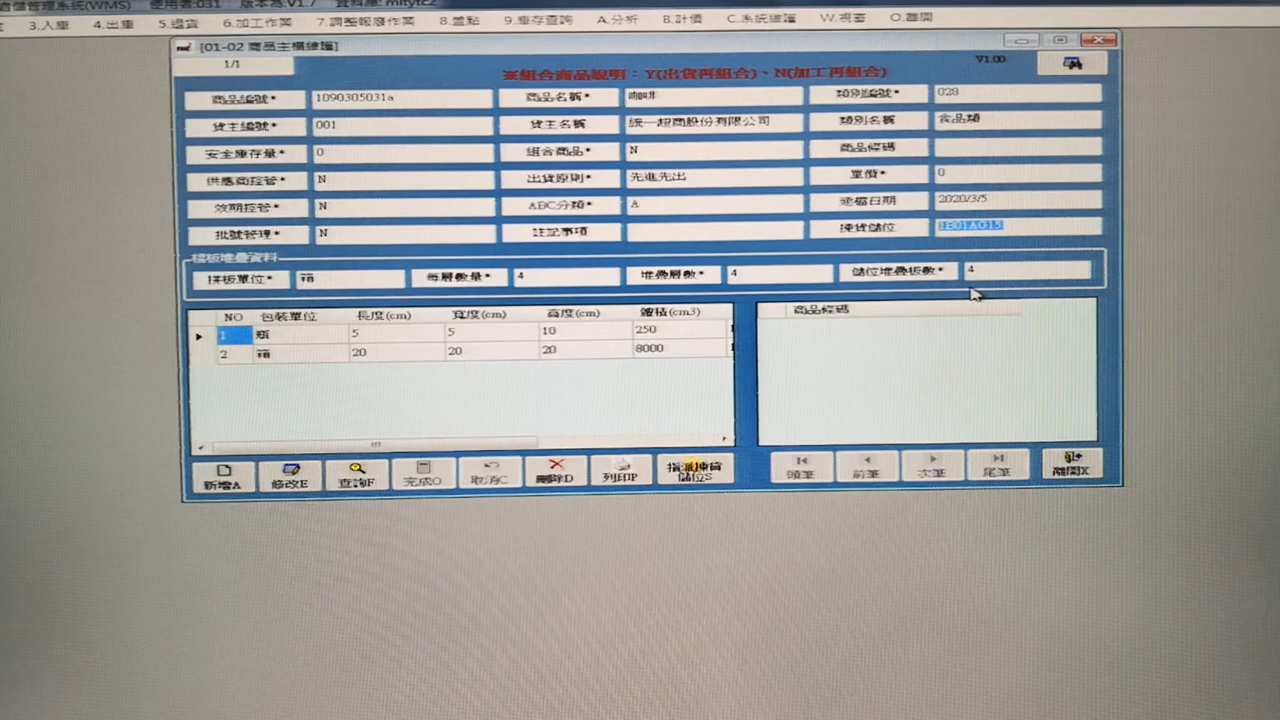 倉儲管理系統(WMS) 使用者:031 版本為:V1.7 資料庫:mltytc2
3.入庫 4.出庫 5.退貨 6.加工作業 7.調整報廢作業 8.盤點 9.庫存查詢 A.分析 B.計價 C.系統維護 W.視窗 O.離開
[01-02 商品主檔維護]
1/1 ※組合商品說明：Y(出貨再組合)、N(加工再組合) V1.00
商品編號* 1090305031a 商品名稱* 咖啡 類別編號* 028
貨主編號* 001 貨主名稱 統一超商股份有限公司 類別名稱 食品類
安全庫存量* 0 組合商品* N 商品條碼
供應商控管* N 出貨原則* 先進先出 單價* 0
效期控管* N ABC分類* A 建檔日期 2020/3/5
批號管理* N 註記事項 揀貨儲位 1E01A015
棧板堆疊資料
棧板單位* 箱 每層數量* 4 堆疊層數* 4 儲位堆疊板數* 4
NO 包裝單位 長度(cm) 寬度(cm) 高度(cm) 體積(cm3) 商品條碼
1 瓶 5 5 10 250
2 箱 20 20 20 8000
新增A 修改E 查詢F 完成O 取消C 刪除D 列印P 指派揀貨儲位S 頭筆 前筆 次筆 尾筆 離開X